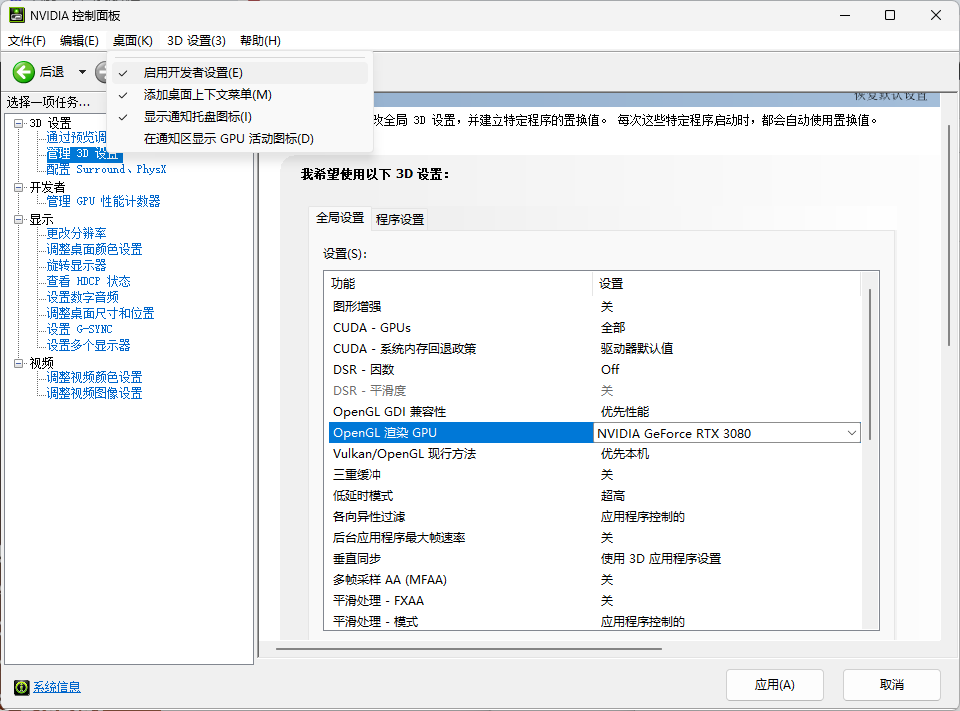 NVIDIA 控制面板
文件(F) 编辑(E) 桌面(K) 3D 设置(3) 帮助(H)
后退
启用开发者设置(E)
添加桌面上下文菜单(M)
显示通知托盘图标(I)
在通知区显示 GPU 活动图标(D)
选择一项任务...
3D 设置
通过预览调
管理 3D 设置
配置 Surround、PhysX
开发者
管理 GPU 性能计数器
显示
更改分辨率
调整桌面颜色设置
旋转显示器
查看 HDCP 状态
设置数字音频
调整桌面尺寸和位置
设置 G-SYNC
设置多个显示器
视频
调整视频颜色设置
调整视频图像设置
恢复默认设置
改全局 3D 设置，并建立特定程序的置换值。 每次这些特定程序启动时，都会自动使用置换值。
我希望使用以下 3D 设置：
全局设置 程序设置
设置(S)：
功能 设置
图形增强 关
CUDA - GPUs 全部
CUDA - 系统内存回退政策 驱动器默认值
DSR - 因数 Off
DSR - 平滑度 关
OpenGL GDI 兼容性 优先性能
OpenGL 渲染 GPU NVIDIA GeForce RTX 3080
Vulkan/OpenGL 现行方法 优先本机
三重缓冲 关
低延时模式 超高
各向异性过滤 应用程序控制的
后台应用程序最大帧速率 关
垂直同步 使用 3D 应用程序设置
多帧采样 AA (MFAA) 关
平滑处理 - FXAA 关
平滑处理 - 模式 应用程序控制的
系统信息
应用(A) 取消